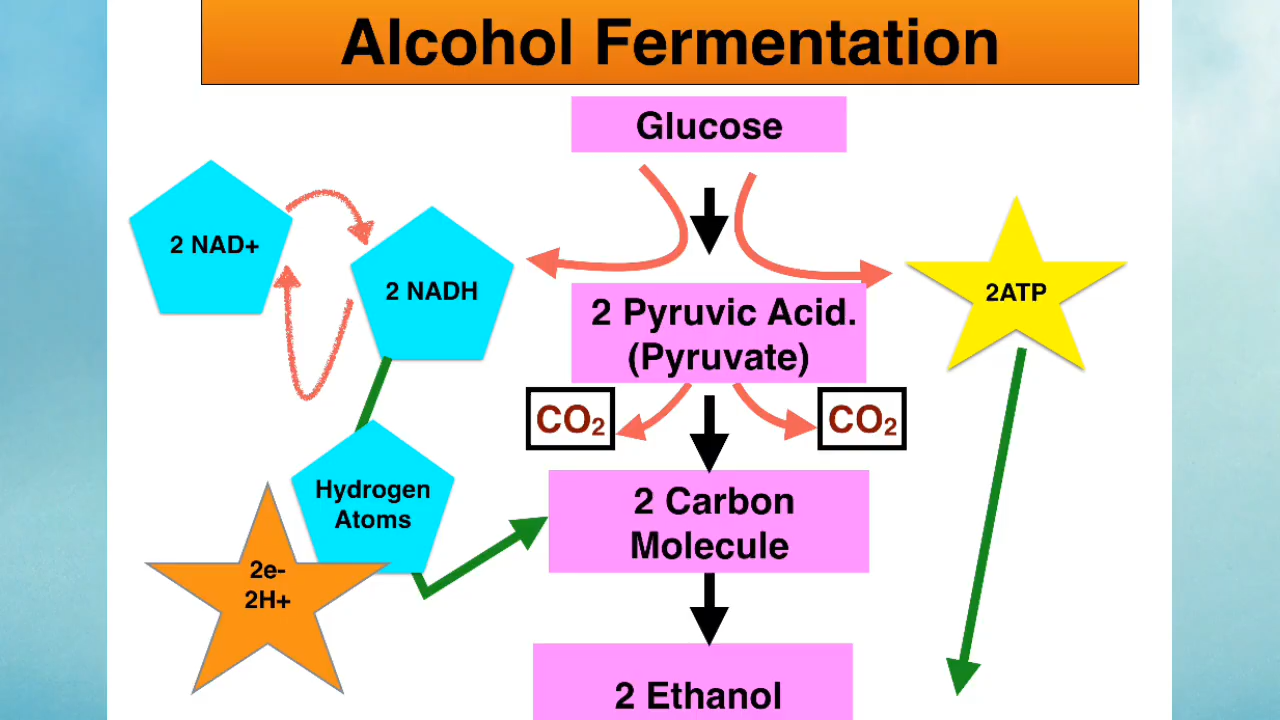 Alcohol Fermentation
Glucose
2 NAD+
2 NADH
2ATP
2 Pyruvic Acid.
(Pyruvate)
CO₂
CO₂
Hydrogen
Atoms
2 Carbon
Molecule
2e-
2H+
2 Ethanol